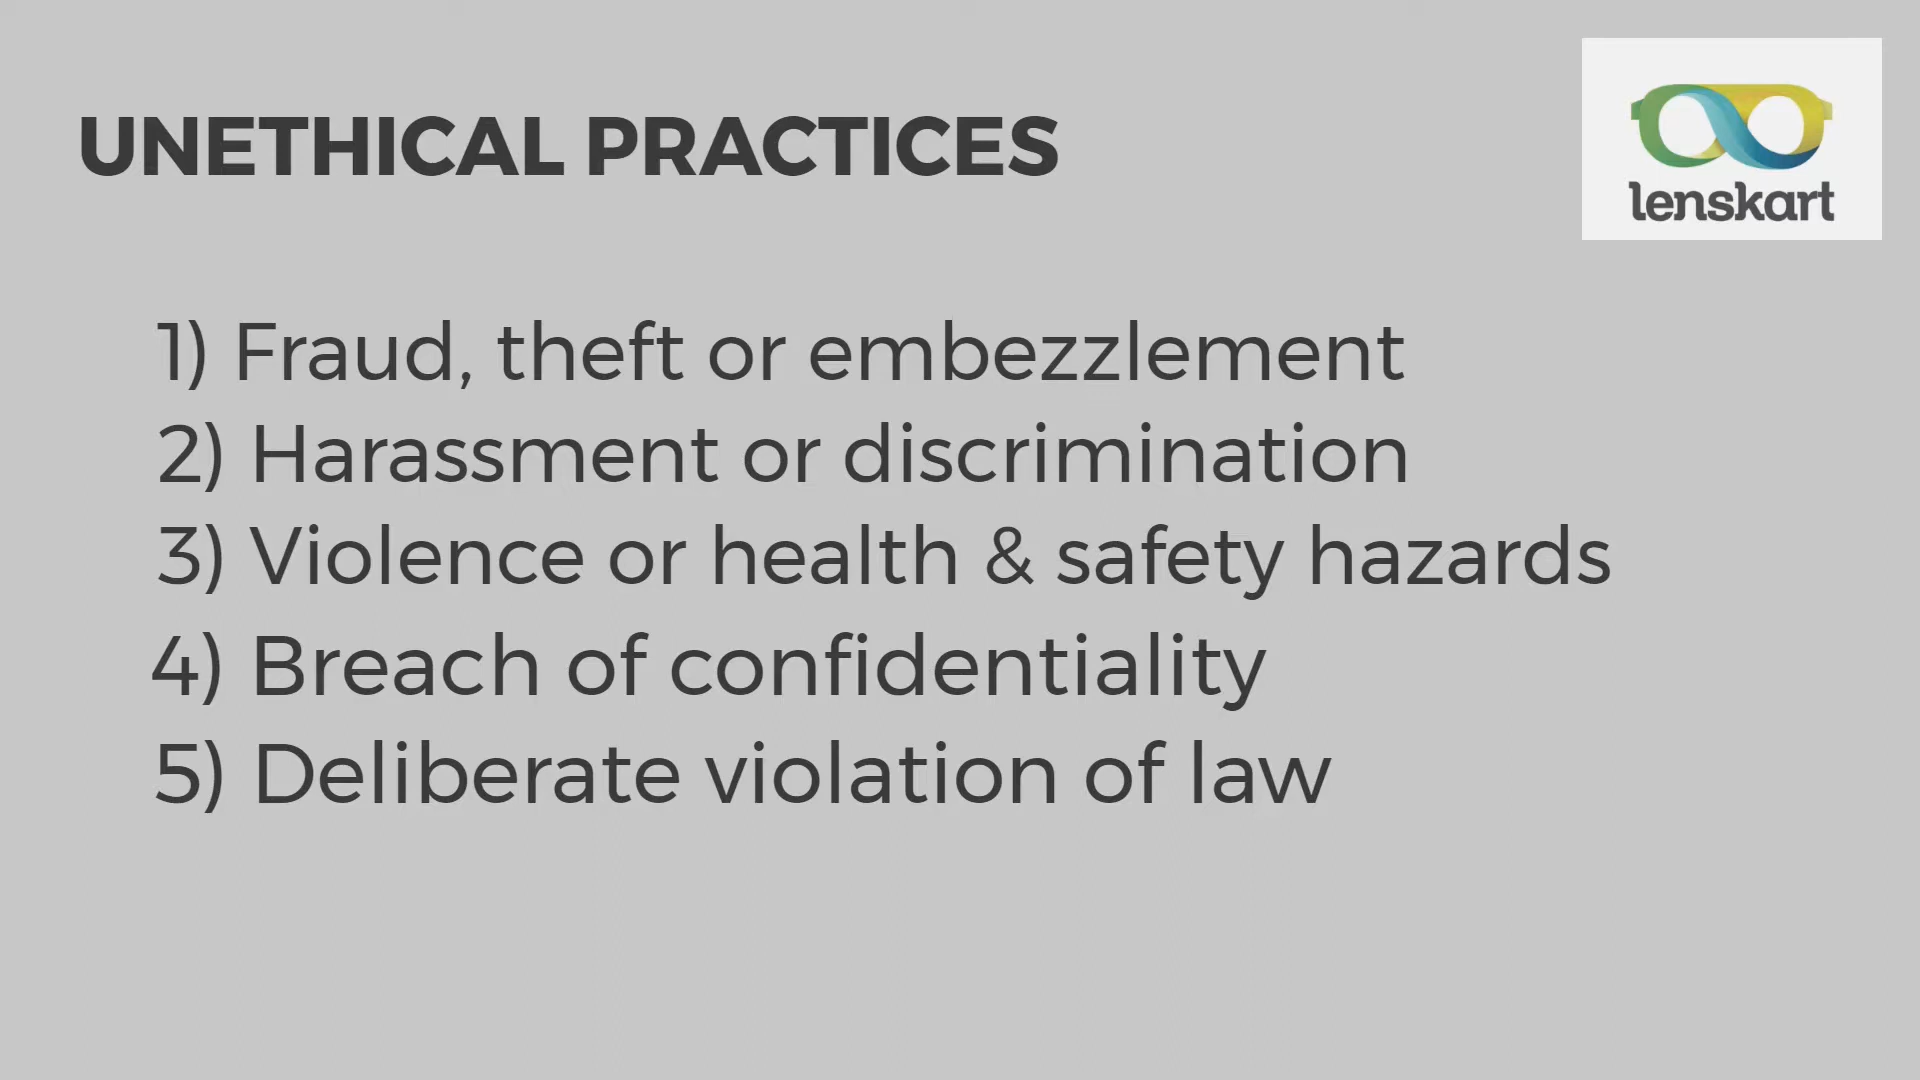 UNETHICAL PRACTICES
lenskart
1) Fraud, theft or embezzlement
2) Harassment or discrimination
3) Violence or health & safety hazards
4) Breach of confidentiality
5) Deliberate violation of law